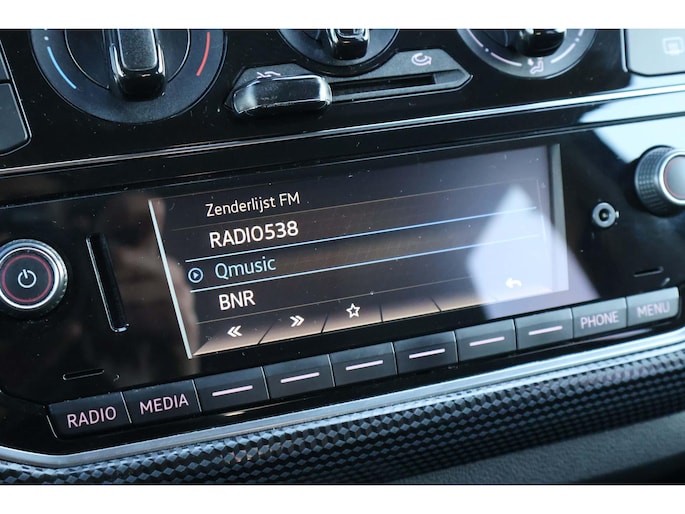 Zenderlijst FM
RADIO538
Qmusic
BNR
RADIO
MEDIA
PHONE
MENU